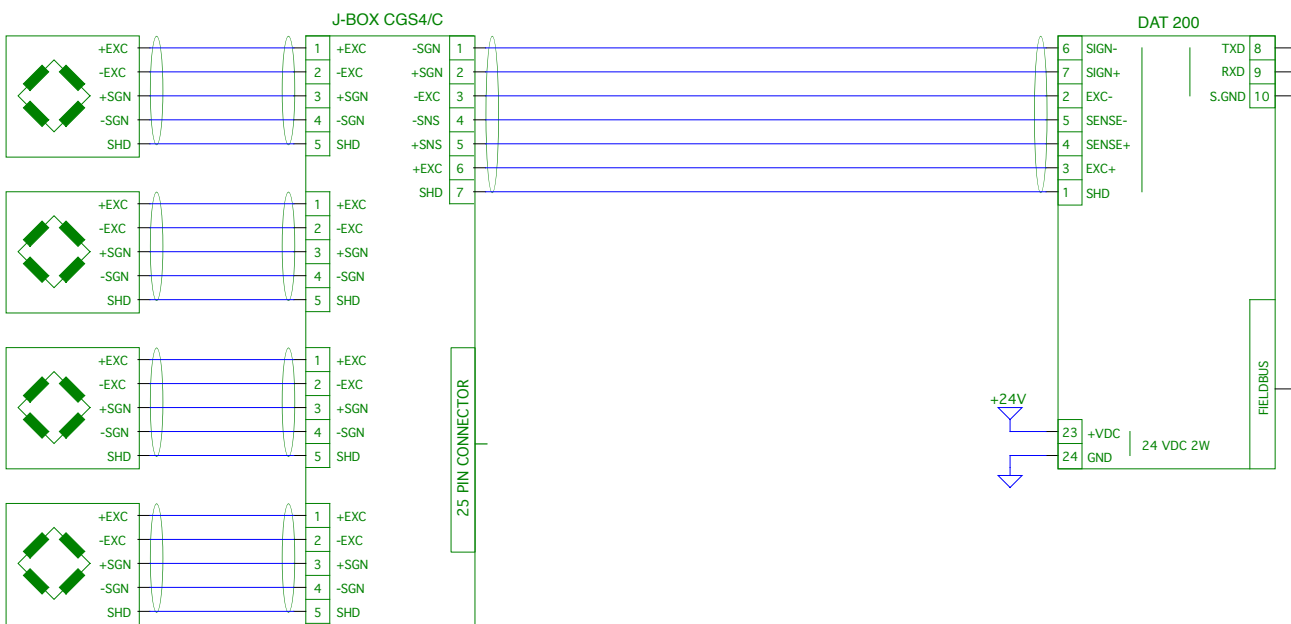 J-BOX CGS4/C
DAT 200
+EXC 1 +EXC -SGN 1 6 SIGN- TXD 8
-EXC 2 -EXC +SGN 2 7 SIGN+ RXD 9
+SGN 3 +SGN -EXC 3 2 EXC- S.GND 10
-SGN 4 -SGN -SNS 4 5 SENSE-
SHD 5 SHD +SNS 5 4 SENSE+
+EXC 6 3 EXC+
SHD 7 1 SHD
+EXC 1 +EXC
-EXC 2 -EXC
+SGN 3 +SGN
-SGN 4 -SGN
SHD 5 SHD
+EXC 1 +EXC
-EXC 2 -EXC
+SGN 3 +SGN
-SGN 4 -SGN
SHD 5 SHD
25 PIN CONNECTOR
FIELDBUS
+24V
23 +VDC
24 VDC 2W
24 GND
+EXC 1 +EXC
-EXC 2 -EXC
+SGN 3 +SGN
-SGN 4 -SGN
SHD 5 SHD